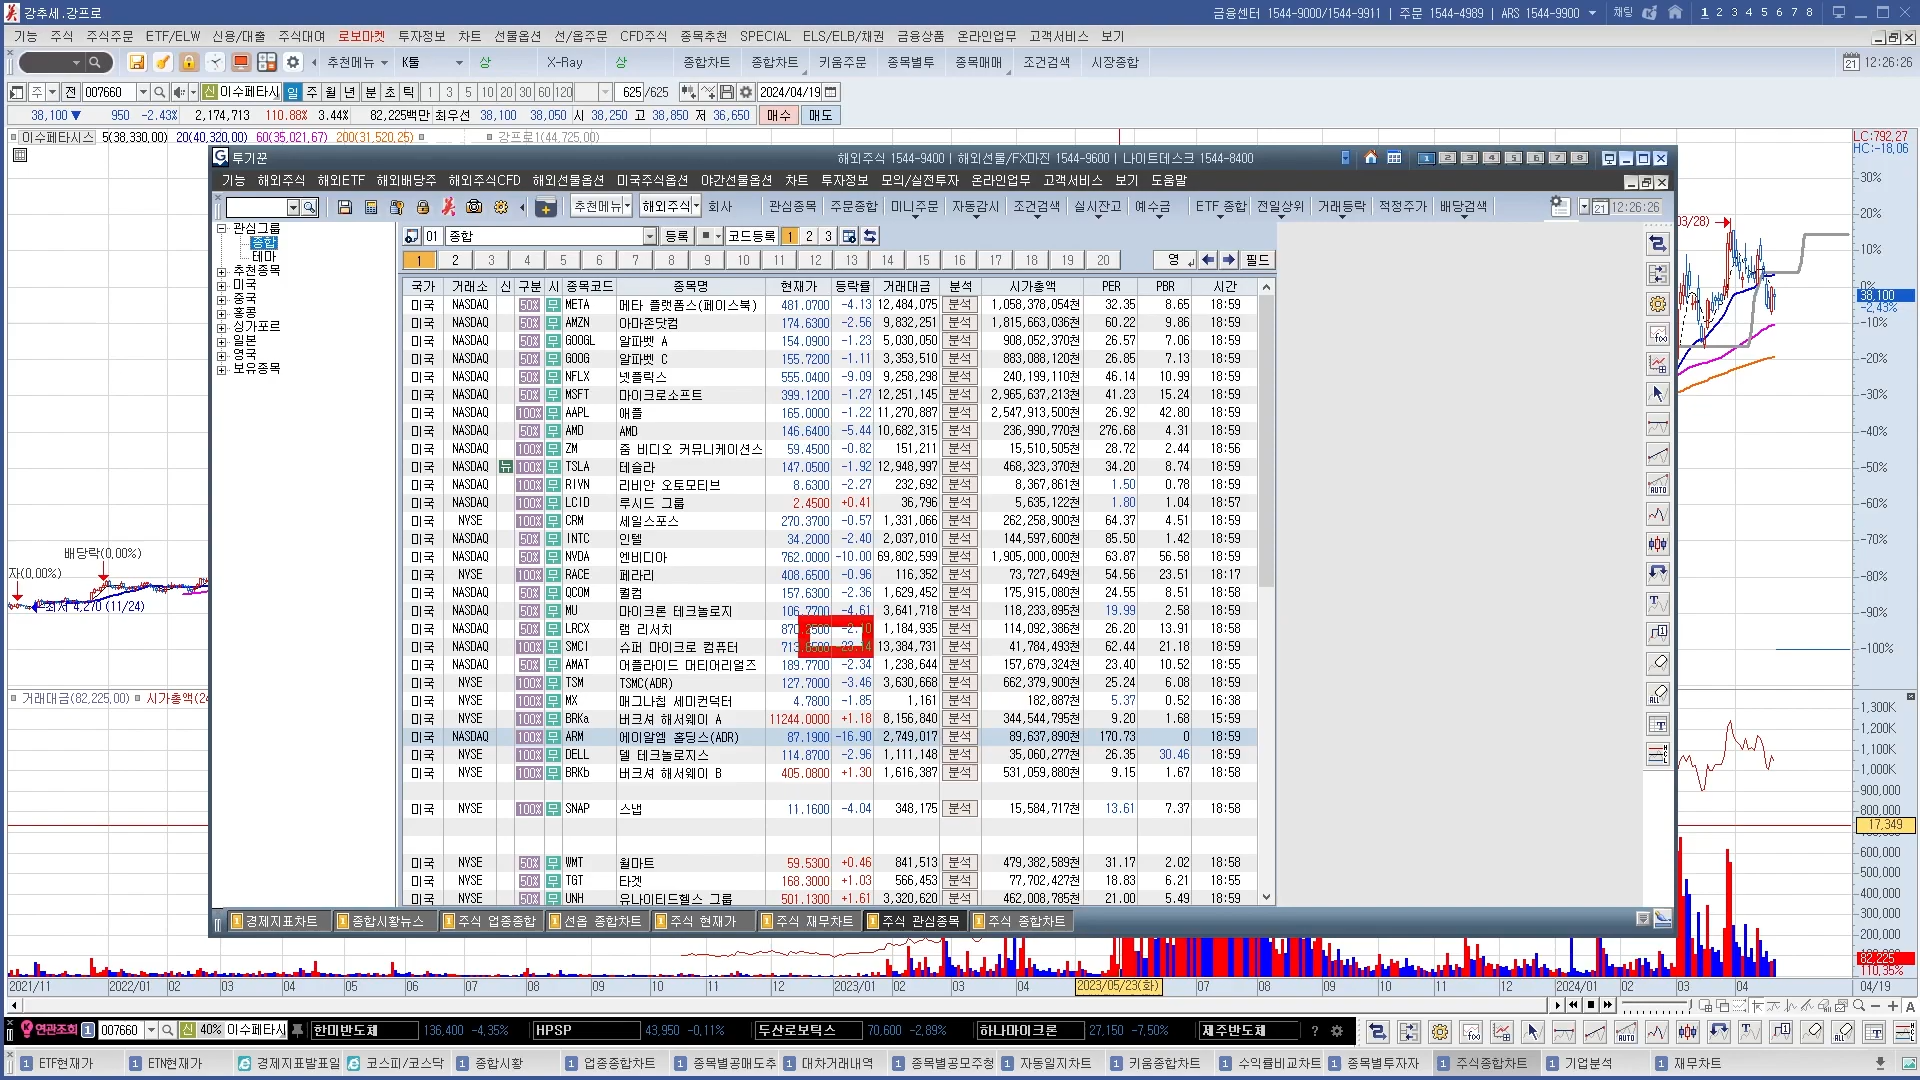 강추세.강프로
금융센터 1544-9000/1544-9911 | 주문 1544-4989 | ARS 1544-9900 채팅 1 2 3 4 5 6 7 8
기능 주식 주식주문 ETF/ELW 신용/대출 주식대여 로보마켓 투자정보 차트 선물옵션 선/옵주문 CFD주식 종목추천 SPECIAL ELS/ELB/채권 금융상품 온라인업무 고객서비스 보기
추천메뉴 K툴 상 X-Ray 상 종합차트 종합차트 키움주문 종목별투 종목매매 조건검색 시장종합 21 12:26:26
주 전 007660 신 이수페타시 일 주 월 년 분 초 틱 1 3 5 10 20 30 60 120 625 /625 2024/04/19
38,100 ▼ 950 -2.43% 2,174,713 110.88% 3.44% 82,225백만 최우선 38,100 38,050 시 38,250 고 38,850 저 36,650 매수 매도
이수페타시스 5(38,330.00) 20(40,320.00) 60(35,021.67) 200(31,520.25) 강프로1(44,725.00)
LC:792.27
HC:-18.06
투기꾼 해외주식 1544-9400 | 해외선물/FX마진 1544-9600 | 나이트데스크 1544-8400 1 2 3 4 5 6 7 8
기능 해외주식 해외ETF 해외배당주 해외주식CFD 해외선물옵션 미국주식옵션 야간선물옵션 차트 투자정보 모의/실전투자 온라인업무 고객서비스 보기 도움말
추천메뉴 해외주식 회사 관심종목 주문종합 미니주문 자동감시 조건검색 실시잔고 예수금 ETF 종합 전일상위 거래등락 적정주가 배당검색 21 12:26:26
관심그룹
종합
테마
추천종목
미국
중국
홍콩
싱가포르
일본
영국
보유종목
01 종합 등록 코드등록 1 2 3
1 2 3 4 5 6 7 8 9 10 11 12 13 14 15 16 17 18 19 20 영 필드
국가 거래소 신 구분 시 종목코드 종목명 현재가 등락률 거래대금 분석 시가총액 PER PBR 시간
미국 NASDAQ 50% 무 META 메타 플랫폼스(페이스북) 481.0700 -4.13 12,484,075 분석 1,058,378,054천 32.35 8.65 18:59
미국 NASDAQ 50% 무 AMZN 아마존닷컴 174.6300 -2.56 9,832,251 분석 1,815,663,036천 60.22 9.86 18:59
미국 NASDAQ 50% 무 GOOGL 알파벳 A 154.0900 -1.23 5,030,050 분석 908,052,370천 26.57 7.06 18:59
미국 NASDAQ 50% 무 GOOG 알파벳 C 155.7200 -1.11 3,353,510 분석 883,088,120천 26.85 7.13 18:59
미국 NASDAQ 50% 무 NFLX 넷플릭스 555.0400 -9.09 9,258,298 분석 240,199,110천 46.14 10.99 18:59
미국 NASDAQ 50% 무 MSFT 마이크로소프트 399.1200 -1.27 12,251,145 분석 2,965,637,213천 41.23 15.24 18:59
미국 NASDAQ 100% 무 AAPL 애플 165.0000 -1.22 11,270,887 분석 2,547,913,500천 26.92 42.80 18:59
미국 NASDAQ 50% 무 AMD AMD 146.6400 -5.44 10,682,315 분석 236,990,770천 276.68 4.31 18:59
미국 NASDAQ 100% 무 ZM 줌 비디오 커뮤니케이션스 59.4500 -0.82 151,211 분석 15,510,505천 28.72 2.44 18:56
미국 NASDAQ 뉴 100% 무 TSLA 테슬라 147.0500 -1.92 12,948,997 분석 468,323,370천 34.20 8.74 18:59
미국 NASDAQ 100% 무 RIVN 리비안 오토모티브 8.6300 -2.27 232,692 분석 8,367,861천 1.50 0.78 18:59
미국 NASDAQ 100% 무 LCID 루시드 그룹 2.4500 +0.41 36,796 분석 5,635,122천 1.80 1.04 18:57
미국 NYSE 100% 무 CRM 세일스포스 270.3700 -0.57 1,331,066 분석 262,258,900천 64.37 4.51 18:59
미국 NASDAQ 50% 무 INTC 인텔 34.2000 -2.40 2,037,010 분석 144,597,600천 85.50 1.42 18:59
미국 NASDAQ 50% 무 NVDA 엔비디아 762.0000 -10.00 69,802,599 분석 1,905,000,000천 63.87 56.58 18:59
미국 NYSE 100% 무 RACE 페라리 408.6500 -0.96 116,352 분석 73,727,649천 54.56 23.51 18:17
미국 NASDAQ 50% 무 QCOM 퀄컴 157.6300 -2.36 1,629,452 분석 175,915,080천 24.55 8.51 18:58
미국 NASDAQ 50% 무 MU 마이크론 테크놀로지 106.7700 -4.61 3,641,718 분석 118,233,895천 19.99 2.58 18:59
미국 NASDAQ 50% 무 LRCX 램 리서치 870.2500 -2.10 1,184,935 분석 114,092,386천 26.20 13.91 18:58
미국 NASDAQ 100% 무 SMCI 슈퍼 마이크로 컴퓨터 713.6500 -23.14 13,384,731 분석 41,784,493천 62.44 21.18 18:59
미국 NASDAQ 50% 무 AMAT 어플라이드 머티어리얼즈 189.7700 -2.34 1,238,644 분석 157,679,324천 23.40 10.52 18:55
미국 NYSE 50% 무 TSM TSMC(ADR) 127.7000 -3.46 3,630,668 분석 662,379,900천 25.24 6.08 18:59
미국 NYSE 100% 무 MX 매그나칩 세미컨덕터 4.7800 -1.85 1,161 분석 182,887천 5.37 0.52 16:38
미국 NYSE 100% 무 BRKa 버크셔 해서웨이 A 11244.0000 +1.18 8,156,840 분석 344,544,795천 9.20 1.68 15:59
미국 NASDAQ 100% 무 ARM 에이알엠 홀딩스(ADR) 87.1900 -16.90 2,749,017 분석 89,637,890천 170.73 0 18:59
미국 NYSE 100% 무 DELL 델 테크놀로지스 114.8700 -2.96 1,111,148 분석 35,060,277천 26.35 30.46 18:59
미국 NYSE 100% 무 BRKb 버크셔 해서웨이 B 405.0800 +1.30 1,616,387 분석 531,059,880천 9.15 1.67 18:58
미국 NYSE 100% 무 SNAP 스냅 11.1600 -4.04 348,175 분석 15,584,717천 13.61 7.37 18:58
미국 NYSE 50% 무 WMT 월마트 59.5300 +0.46 841,513 분석 479,382,589천 31.17 2.02 18:58
미국 NYSE 50% 무 TGT 타겟 168.3000 +1.03 566,453 분석 77,702,427천 18.83 6.21 18:55
미국 NYSE 50% 무 UNH 유나이티드헬스 그룹 501.1300 +1.61 3,320,620 분석 462,008,785천 21.00 5.49 18:59
1 경제지표차트 1 종합시황뉴스 1 주식 업종종합 1 선옵 종합차트 1 주식 현재가 1 주식 재무차트 1 주식 관심종목 1 주식 종합차트
배당락(0.00%)
자(0.00%)
최저 4,270 (11/24)
거래대금(82,225.00) 시가총액(24
03/28)
30%
20%
10%
0%
38,100
-2.43%
-10%
-20%
-30%
-40%
-50%
-60%
-70%
-80%
-90%
-100%
1,300K
1,200K
1,100K
1,000K
900,000
800,000
17,349
600,000
500,000
400,000
300,000
200,000
82,225
110.35%
2021/11 2022/01 02 03 04 05 06 07 08 09 10 11 12 2023/01 02 03 04 2023/05/23(화) 07 08 09 10 11 12 2024/01 02 03 04 04/19
연관조회 1 007660 신 40% 이수페타시 한미반도체 136,400 -4.35% HPSP 43,950 -0.11% 두산로보틱스 70,600 -2.89% 하나마이크론 27,150 -7.50% 제주반도체 ?
1 ETF현재가 1 ETN현재가 경제지표발표일 코스피/코스닥 1 종합시황 1 업종종합차트 1 종목별공매도추 1 대차거래내역 1 종목별공모주청 1 자동일지차트 1 키움종합차트 1 수익률비교차트 1 종목별투자자 1 주식종합차트 1 기업분석 1 재무차트